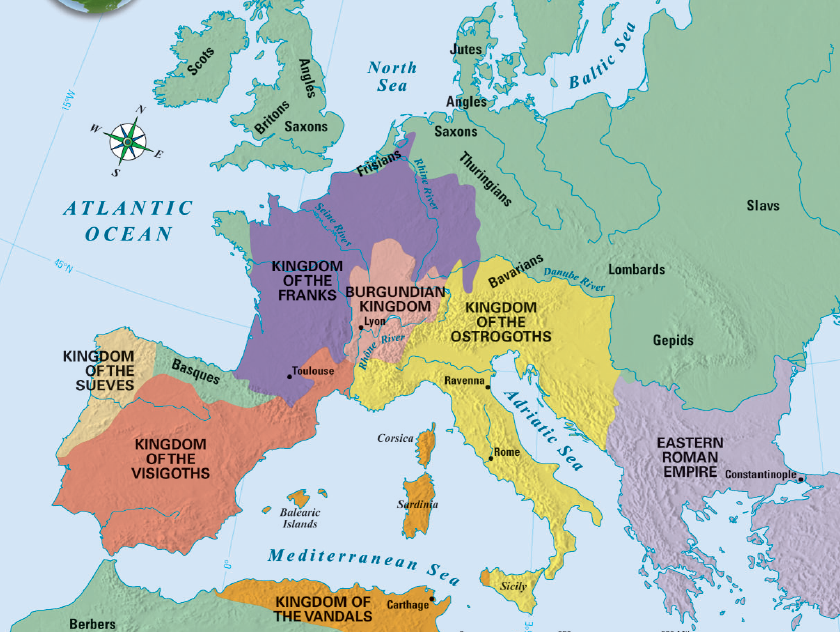 Scots
Angles
Britons
Saxons
North
Sea
Jutes
Angles
Saxons
Baltic Sea
Frisians
Thuringians
Rhine River
Seine River
15°W
N
W
E
S
ATLANTIC
OCEAN
45°N
Slavs
KINGDOM
OF THE
FRANKS
BURGUNDIAN
KINGDOM
Lyon
Rhône River
Bavarians
Danube River
Lombards
KINGDOM
OF THE
OSTROGOTHS
Gepids
KINGDOM
OF THE
SUEVES
Basques
Toulouse
Ravenna
Adriatic Sea
KINGDOM
OF THE
VISIGOTHS
Corsica
Rome
EASTERN
ROMAN
EMPIRE
Constantinople
Balearic
Islands
Sardinia
Mediterranean Sea
0°
Sicily
KINGDOM OF
THE VANDALS
Carthage
Berbers